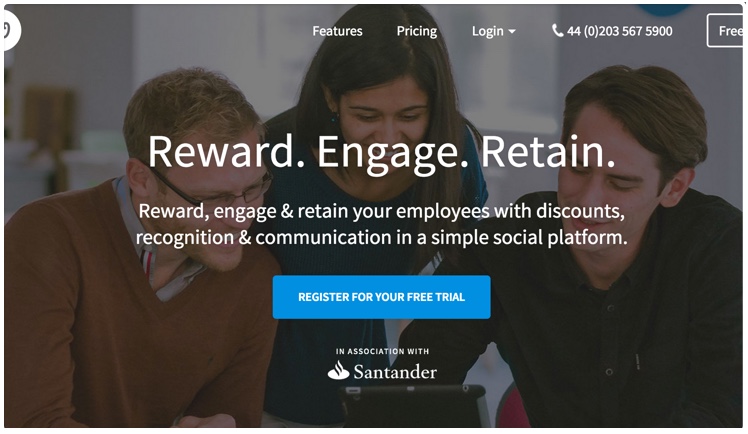 Features Pricing Login 44 (0)203 567 5900 Free
Reward. Engage. Retain.
Reward, engage & retain your employees with discounts,
recognition & communication in a simple social platform.
REGISTER FOR YOUR FREE TRIAL
IN ASSOCIATION WITH
Santander